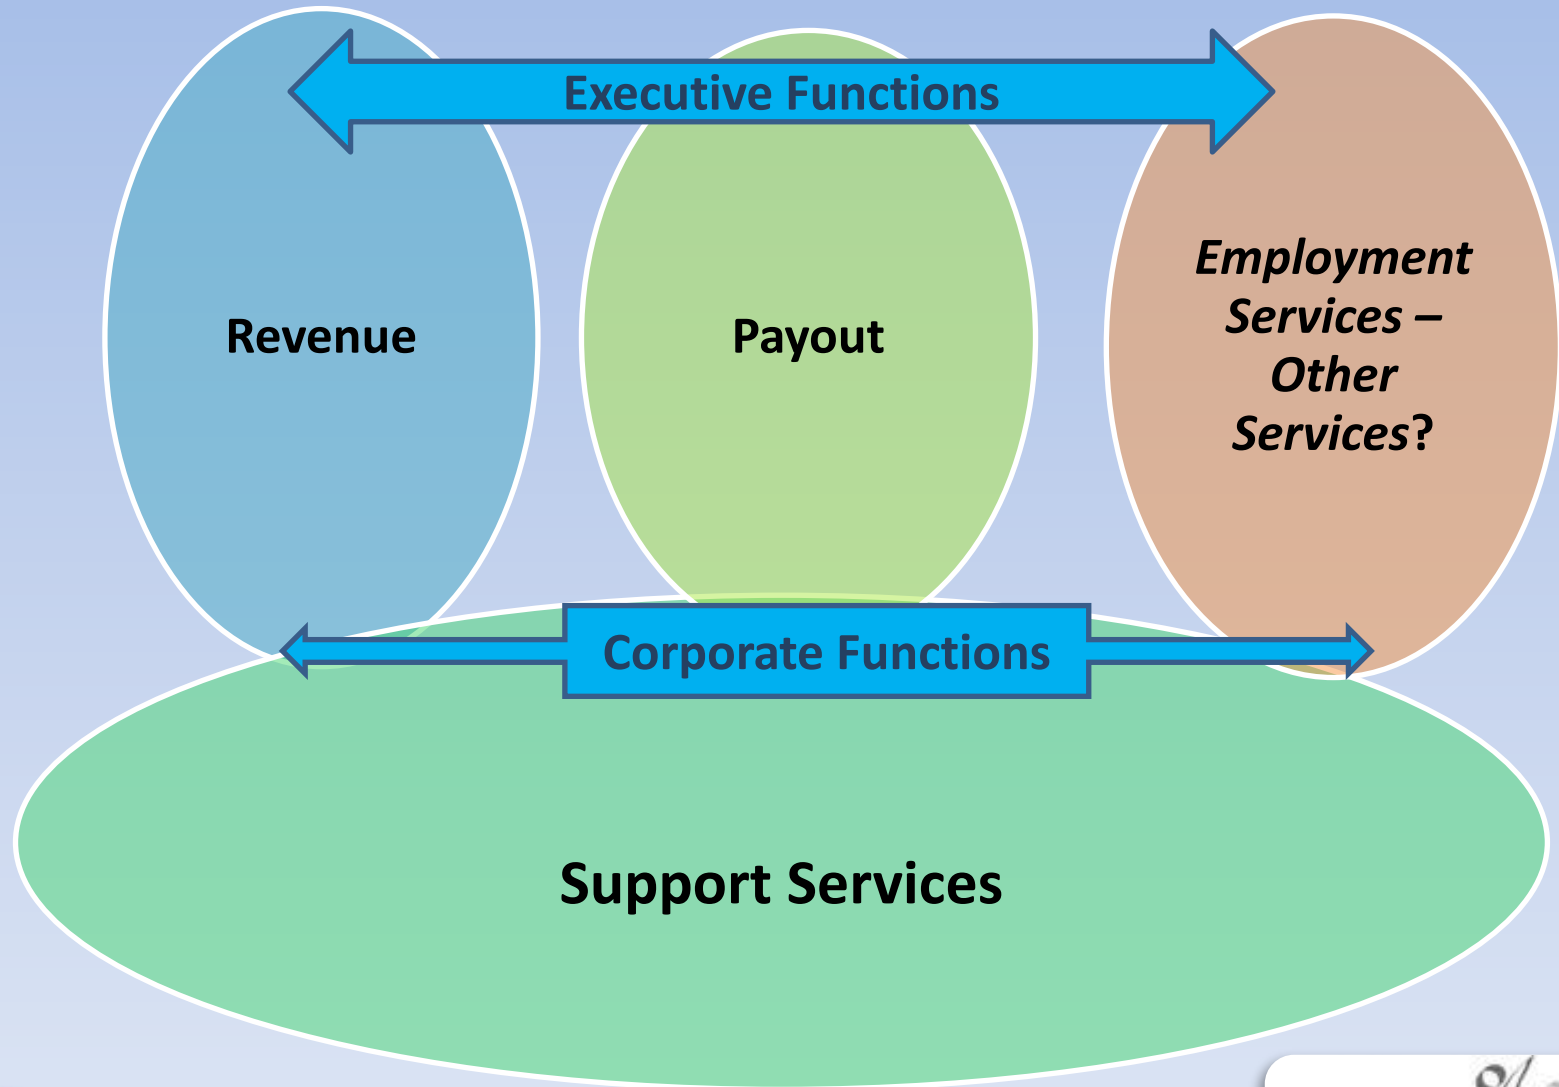 Executive Functions
Revenue
Payout
Employment
Services –
Other
Services?
Corporate Functions
Support Services